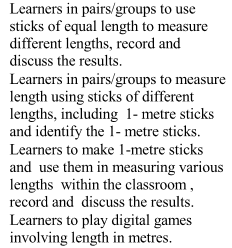 Learners in pairs/groups to use
sticks of equal length to measure
different lengths, record and
discuss the results.
Learners in pairs/groups to measure
length using sticks of different
lengths, including  1- metre sticks
and identify the 1- metre sticks.
Learners to make 1-metre sticks
and  use them in measuring various
lengths  within the classroom ,
record and  discuss the results.
Learners to play digital games
involving length in metres.